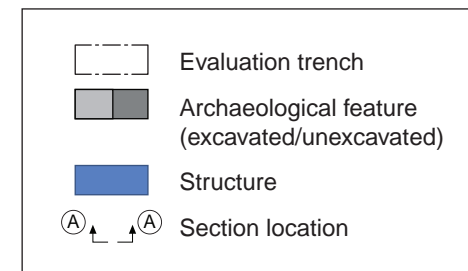 Evaluation trench
Archaeological feature
(excavated/unexcavated)
Structure
A A Section location